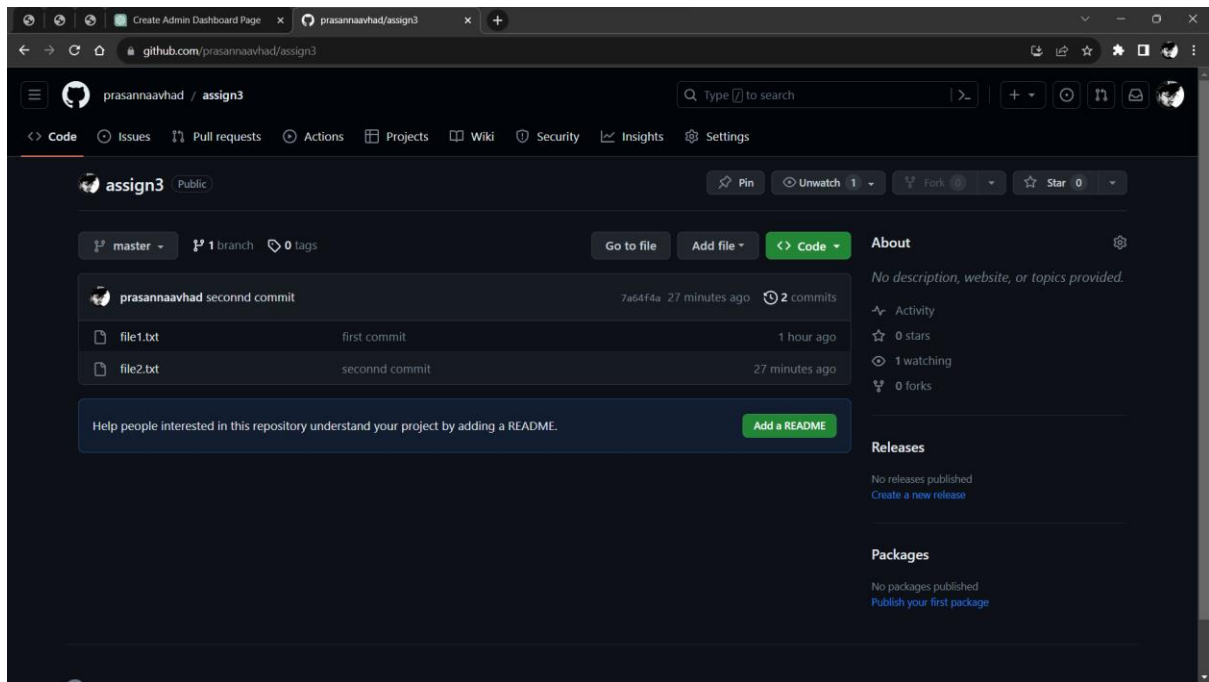 Create Admin Dashboard Page
prasannaavhad/assign3
github.com/prasannaavhad/assign3
prasannaavhad / assign3
Type / to search
Code Issues Pull requests Actions Projects Wiki Security Insights Settings
assign3 Public
Pin Unwatch 1 Fork 0 Star 0
master 1 branch 0 tags
Go to file Add file Code
About
No description, website, or topics provided.
prasannaavhad seconnd commit 7a64f4a 27 minutes ago 2 commits
file1.txt first commit 1 hour ago
file2.txt seconnd commit 27 minutes ago
Activity
0 stars
1 watching
0 forks
Help people interested in this repository understand your project by adding a README. Add a README
Releases
No releases published
Create a new release
Packages
No packages published
Publish your first package